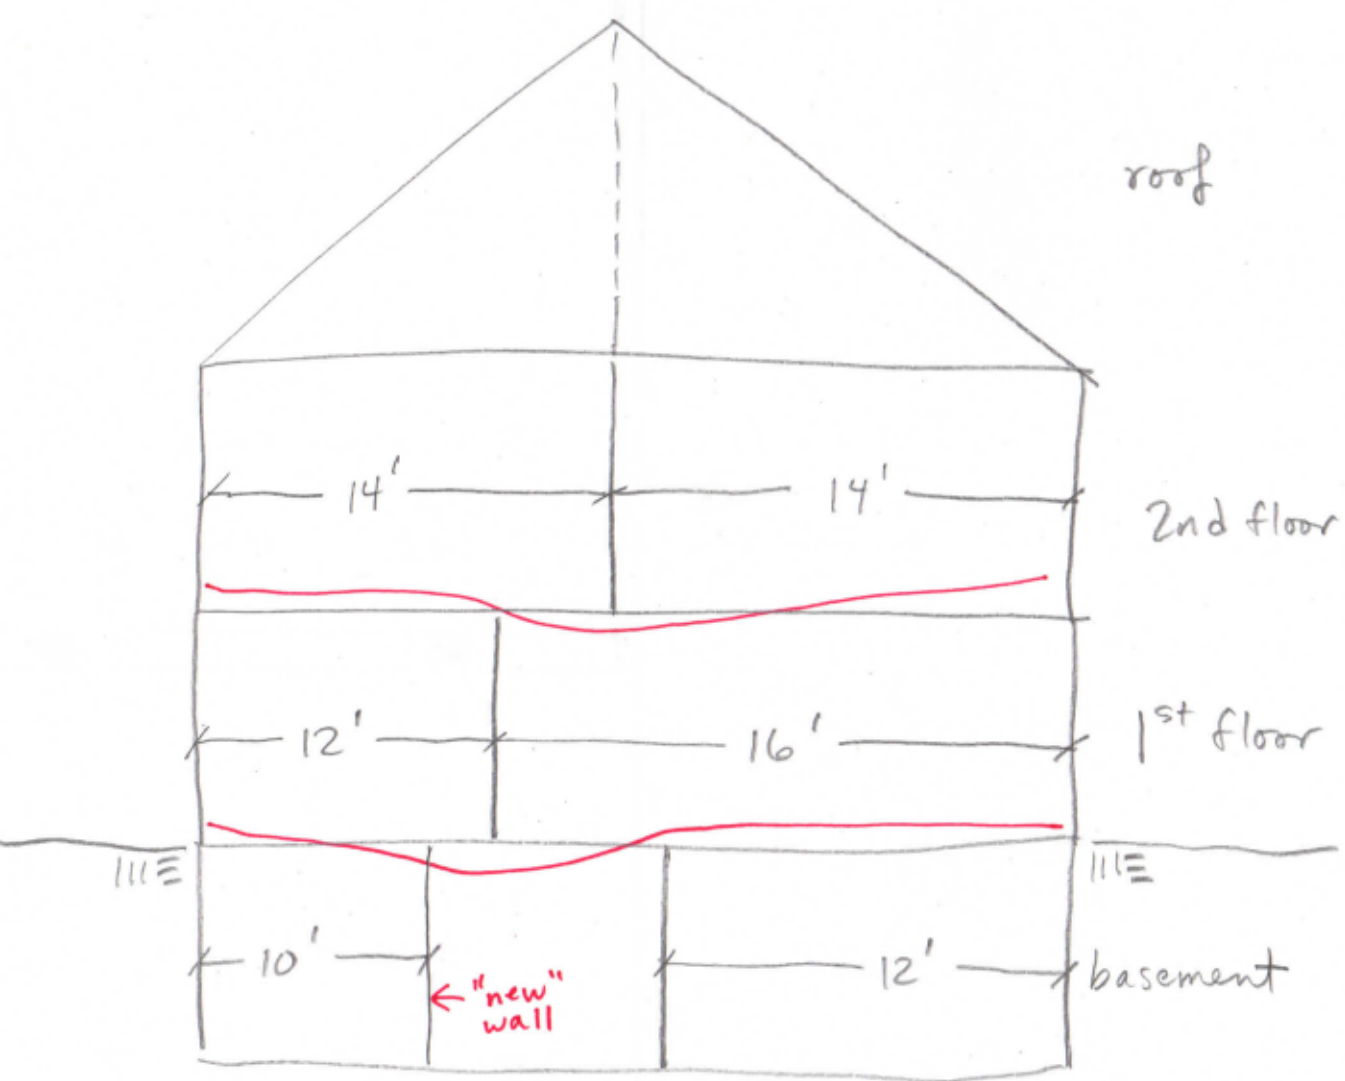 roof
14' 14'
2nd floor
12' 16'
1st floor
10' 12'
basement
"new"
wall